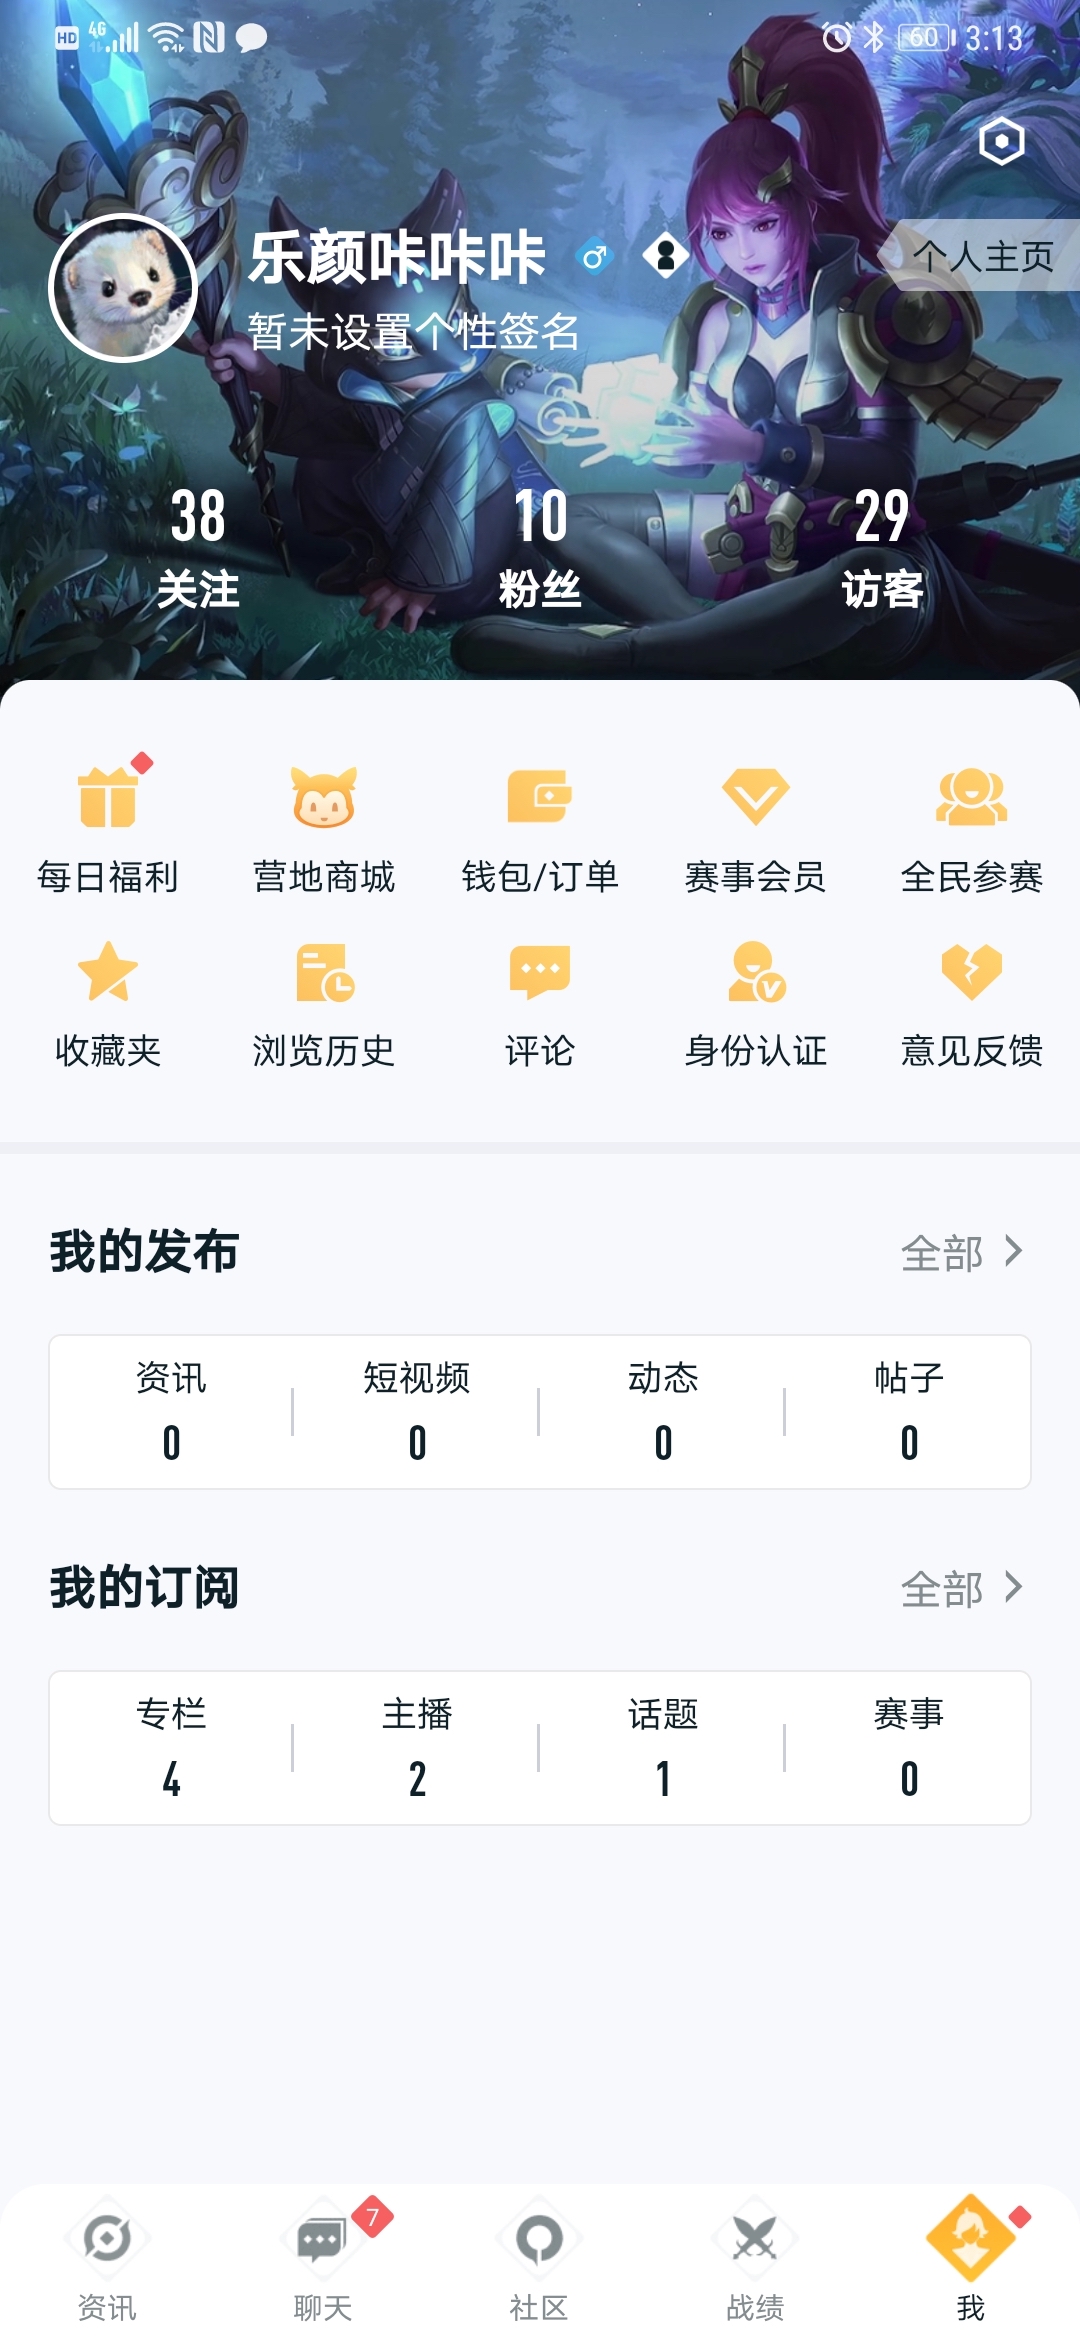 HD 4G 60 3:13
乐颜咔咔咔
个人主页
暂未设置个性签名
38 10 29
关注 粉丝 访客
每日福利 营地商城 钱包/订单 赛事会员 全民参赛
收藏夹 浏览历史 评论 身份认证 意见反馈
我的发布 全部
资讯 短视频 动态 帖子
0 0 0 0
我的订阅 全部
专栏 主播 话题 赛事
4 2 1 0
7
资讯 聊天 社区 战绩 我